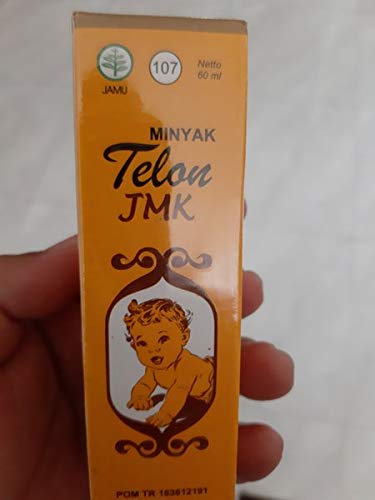 JAMU
107
Netto
60 ml
MINYAK
Telon
JMK
POM TR 183612191